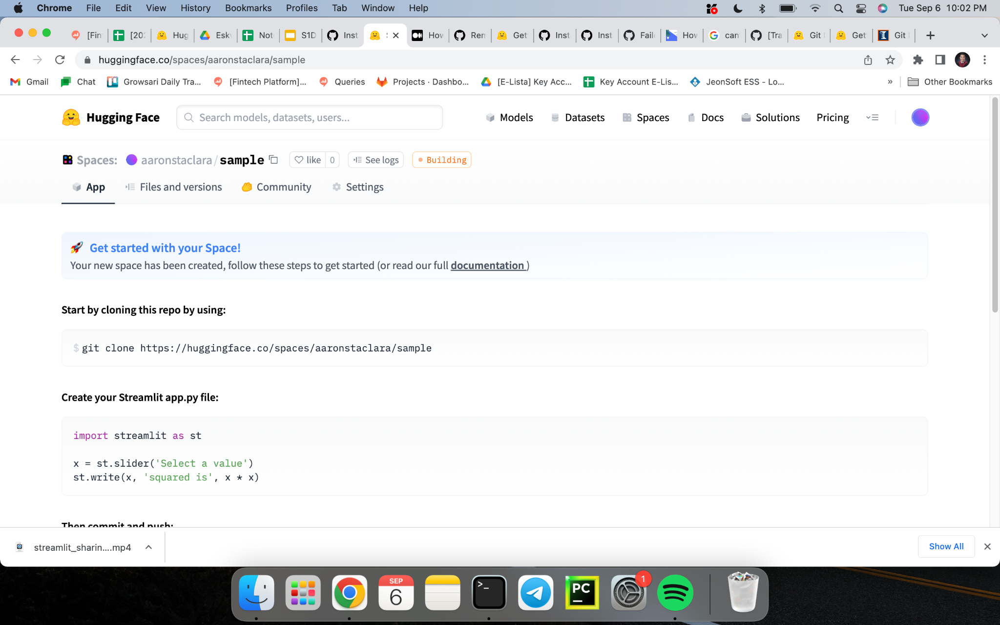 Chrome File Edit View History Bookmarks Profiles Tab Window Help Tue Sep 6 10:02 PM
[Fin [202 Hug Eskw Not S1D Inst S How Rem Get Inst Inst Fail How can [Tra Git Get Git
huggingface.co/spaces/aaronstaclara/sample
Gmail Chat Growsari Daily Tra... [Fintech Platform]... Queries Projects · Dashbo... [E-Lista] Key Acc... Key Account E-Lis... JeonSoft ESS - Lo... » Other Bookmarks
Hugging Face Search models, datasets, users... Models Datasets Spaces Docs Solutions Pricing
Spaces: aaronstaclara/sample like 0 See logs Building
App Files and versions Community Settings
Get started with your Space!
Your new space has been created, follow these steps to get started (or read our full documentation )
Start by cloning this repo by using:
$ git clone https://huggingface.co/spaces/aaronstaclara/sample
Create your Streamlit app.py file:
import streamlit as st
x = st.slider('Select a value')
st.write(x, 'squared is', x * x)
Then commit and push:
streamlit_sharin....mp4 Show All
SEP
6
>_
PC
1